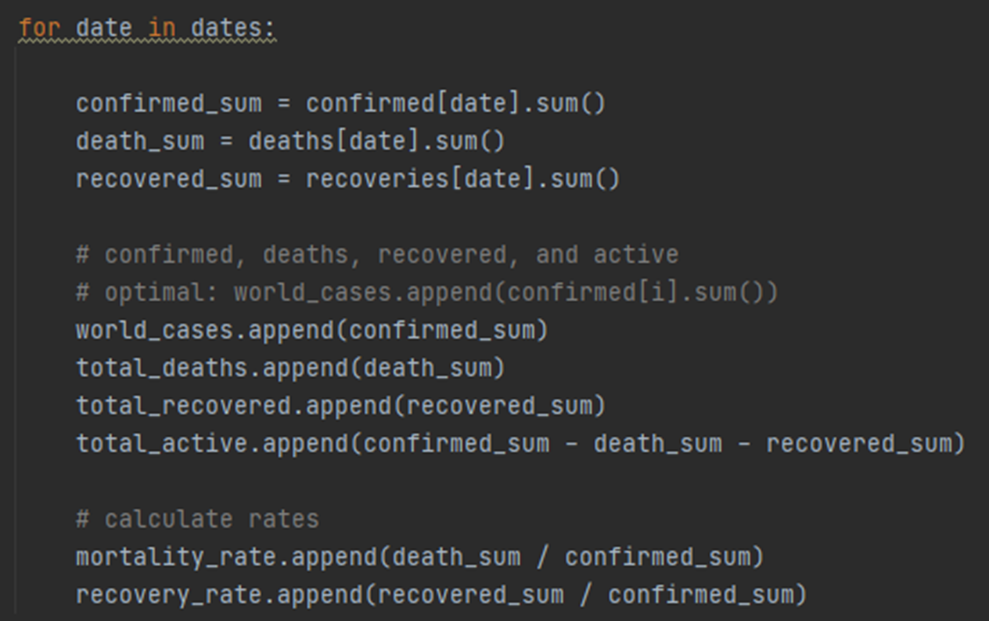 for date in dates:
confirmed_sum = confirmed[date].sum()
death_sum = deaths[date].sum()
recovered_sum = recoveries[date].sum()
# confirmed, deaths, recovered, and active
# optimal: world_cases.append(confirmed[i].sum())
world_cases.append(confirmed_sum)
total_deaths.append(death_sum)
total_recovered.append(recovered_sum)
total_active.append(confirmed_sum - death_sum - recovered_sum)
# calculate rates
mortality_rate.append(death_sum / confirmed_sum)
recovery_rate.append(recovered_sum / confirmed_sum)